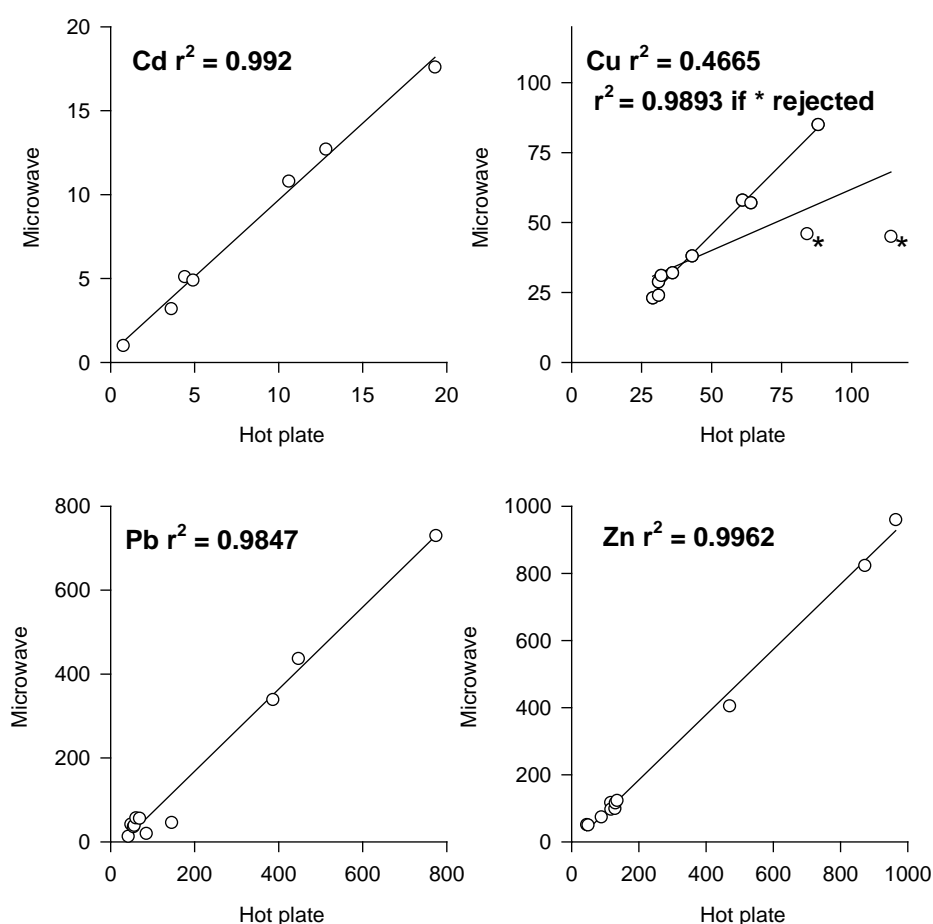 Cd r² = 0.992
20
15
10
5
0
Microwave
0 5 10 15 20
Hot plate
Cu r² = 0.4665
r² = 0.9893 if * rejected
100
75
50
25
0
Microwave
*
*
0 25 50 75 100
Hot plate
Pb r² = 0.9847
800
600
400
200
0
Microwave
0 200 400 600 800
Hot plate
Zn r² = 0.9962
1000
800
600
400
200
0
Microwave
0 200 400 600 800 1000
Hot plate